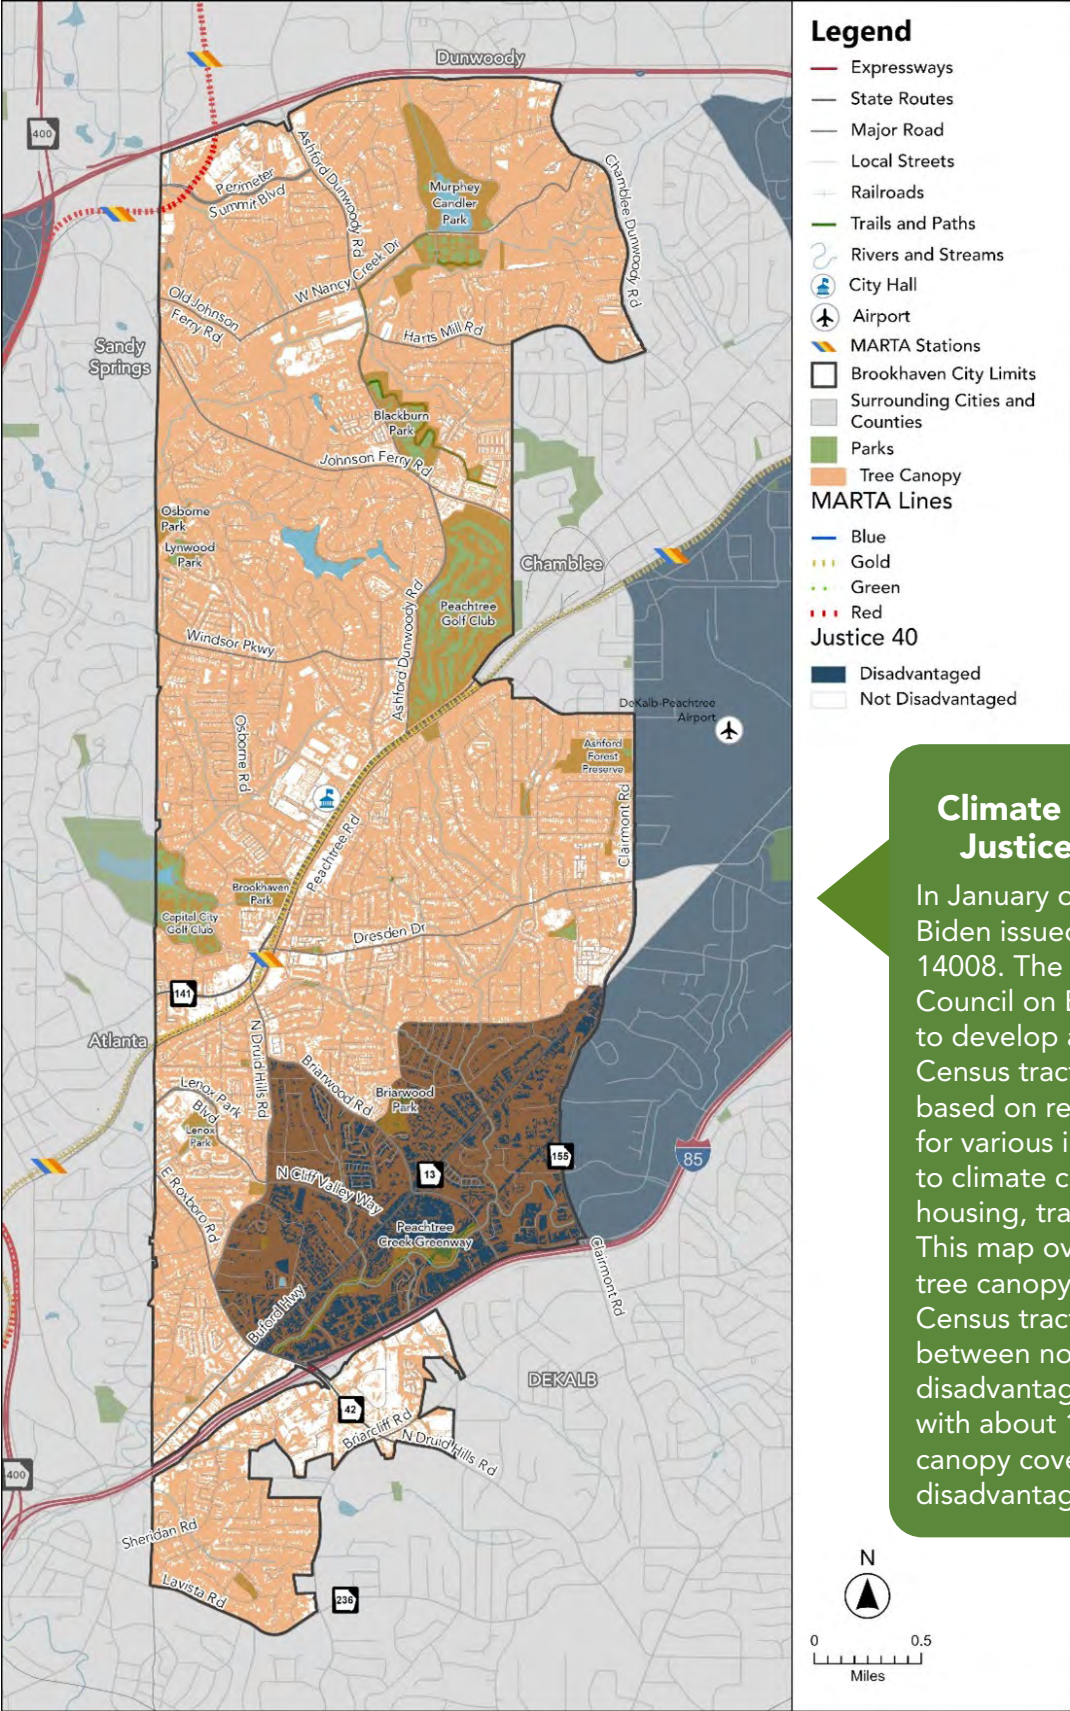 Dunwoody
400
Perimeter
Summit Blvd
Ashford Dunwoody Rd
Murphey
Candler
Park
Chamblee Dunwoody Rd
W Nancy Creek Dr
Old Johnson
Ferry Rd
Harts Mill Rd
Sandy
Springs
Blackburn
Park
Johnson Ferry Rd
Osborne
Park
Lynwood
Park
Chamblee
Peachtree
Golf Club
Ashford Dunwoody Rd
Windsor Pkwy
DeKalb-Peachtree
Airport
Osborne Rd
Ashford
Forest
Preserve
Clairmont Rd
Peachtree Rd
Brookhaven
Park
Capital City
Golf Club
Dresden Dr
141
Atlanta
N Druid Hills Rd
Briarwood Rd
Briarwood
Park
Lenox Park
Blvd
Lenox
Park
E Roxboro Rd
N Cliff Valley Way
13
155
85
Peachtree
Creek Greenway
Clairmont Rd
Buford Hwy
DEKALB
42
Briarcliff Rd
N Druid Hills Rd
400
Sheridan Rd
Lavista Rd
236
Legend
Expressways
State Routes
Major Road
Local Streets
Railroads
Trails and Paths
Rivers and Streams
City Hall
Airport
MARTA Stations
Brookhaven City Limits
Surrounding Cities and
Counties
Parks
Tree Canopy
MARTA Lines
Blue
Gold
Green
Red
Justice 40
Disadvantaged
Not Disadvantaged
Climate
Justice
In January o
Biden issued
14008. The
Council on E
to develop a
Census tract
based on re
for various i
to climate c
housing, tra
This map ov
tree canopy
Census tract
between no
disadvantag
with about 1
canopy cove
disadvantag
N
0 0.5
Miles